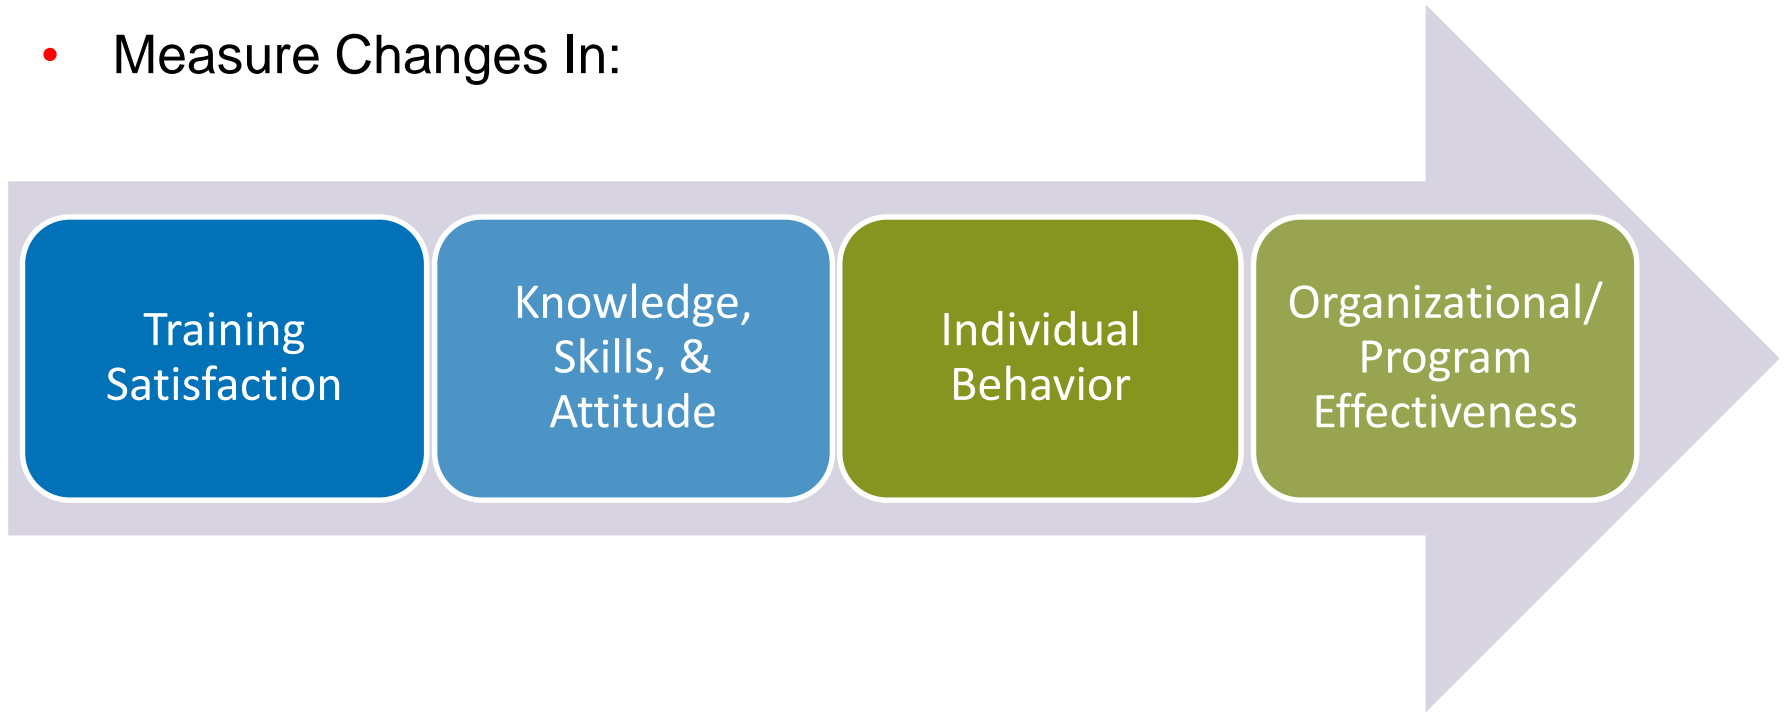 • Measure Changes In:
Training
Satisfaction
Knowledge,
Skills, &
Attitude
Individual
Behavior
Organizational/
Program
Effectiveness